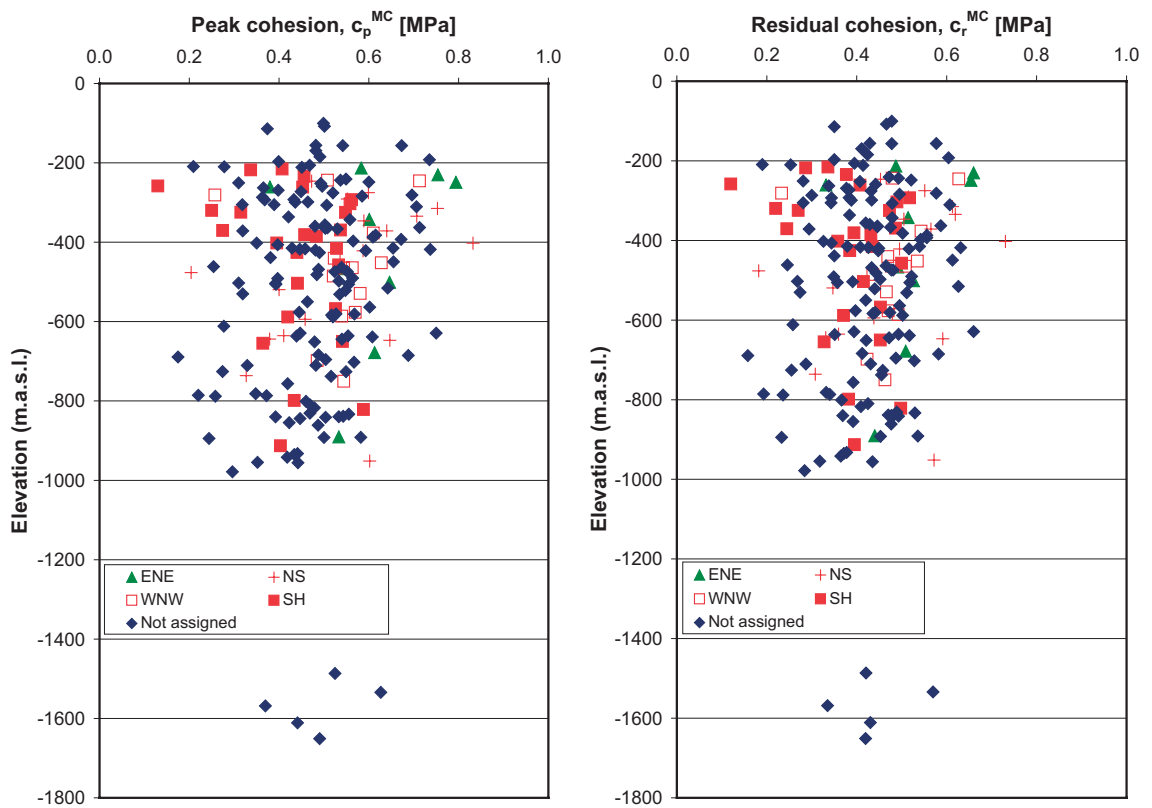 Peak cohesion, c_p^MC [MPa]
0.0 0.2 0.4 0.6 0.8 1.0
Elevation (m.a.s.l.)
0
-200
-400
-600
-800
-1000
-1200
-1400
-1600
-1800
ENE NS
WNW SH
Not assigned
Residual cohesion, c_r^MC [MPa]
0.0 0.2 0.4 0.6 0.8 1.0
Elevation (m.a.s.l.)
0
-200
-400
-600
-800
-1000
-1200
-1400
-1600
-1800
ENE NS
WNW SH
Not assigned